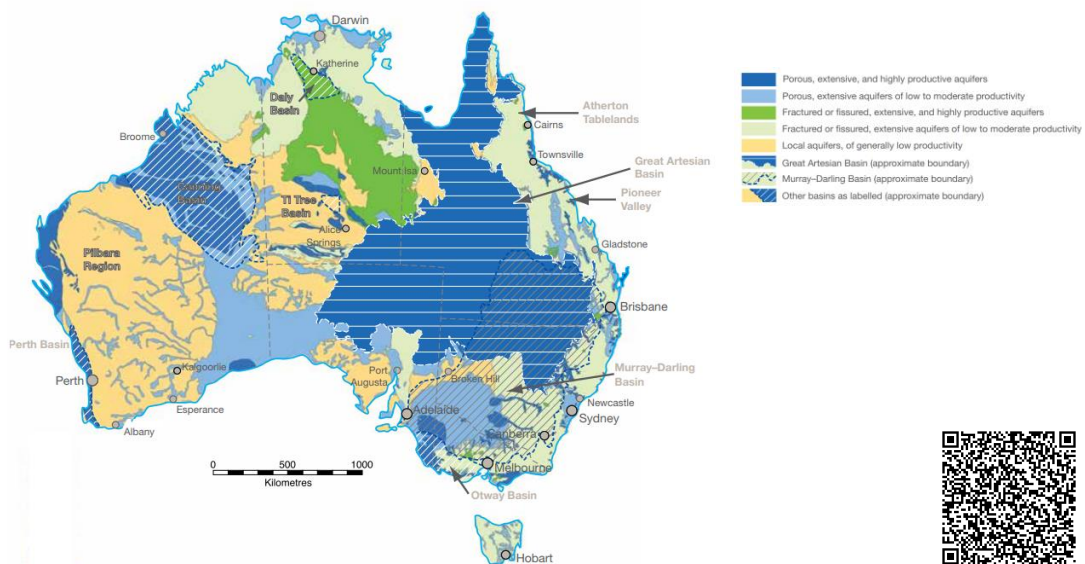 Darwin
Katherine
Daly
Basin
Broome
Canning
Basin
Mount Isa
Ti Tree
Basin
Alice
Springs
Pilbara
Region
Atherton
Tablelands
Cairns
Townsville
Great Artesian
Basin
Pioneer
Valley
Gladstone
Brisbane
Perth Basin
Perth
Kalgoorlie
Esperance
Albany
Port
Augusta
Broken Hill
Murray–Darling
Basin
Newcastle
Sydney
Adelaide
Canberra
Melbourne
Otway Basin
Hobart
0 500 1000
Kilometres
Porous, extensive, and highly productive aquifers
Porous, extensive aquifers of low to moderate productivity
Fractured or fissured, extensive, and highly productive aquifers
Fractured or fissured, extensive aquifers of low to moderate productivity
Local aquifers, of generally low productivity
Great Artesian Basin (approximate boundary)
Murray–Darling Basin (approximate boundary)
Other basins as labelled (approximate boundary)